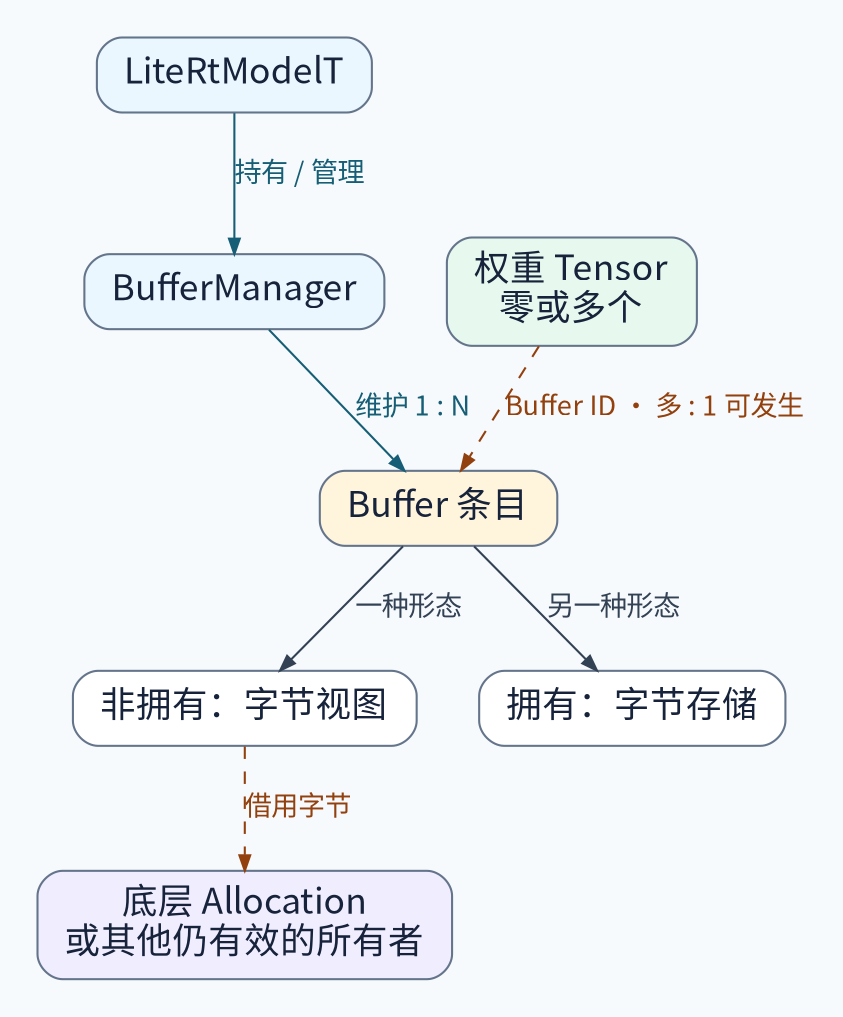 LiteRtModelT
持有 / 管理
BufferManager
权重 Tensor
零或多个
维护 1 : N
Buffer ID · 多 : 1 可发生
Buffer 条目
一种形态
另一种形态
非拥有：字节视图
拥有：字节存储
借用字节
底层 Allocation
或其他仍有效的所有者